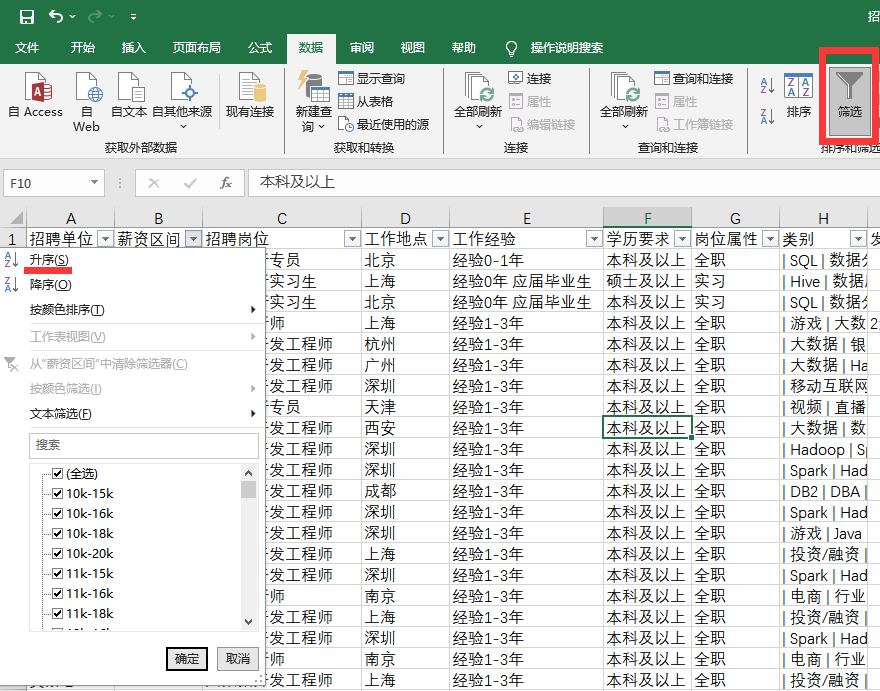 招
文件 开始 插入 页面布局 公式 数据 审阅 视图 帮助 操作说明搜索
自 Access 自 Web 自文本 自其他来源 现有连接 新建查询 显示查询 从表格 最近使用的源 全部刷新 连接 属性 编辑链接 全部刷新 查询和连接 属性 工作簿链接 排序 筛选
获取外部数据 获取和转换 连接 查询和连接 排序和筛选
F10 fx 本科及以上
A B C D E F G H
1 招聘单位 薪资区间 招聘岗位 工作地点 工作经验 学历要求 岗位属性 类别
升序(S)
降序(O)
按颜色排序(T)
工作表视图(V)
从“薪资区间”中清除筛选器(C)
按颜色筛选(I)
文本筛选(F)
搜索
(全选)
10k-15k
10k-16k
10k-18k
10k-20k
11k-15k
11k-16k
11k-18k
确定 取消
专员 北京 经验0-1年 本科及以上 全职 | SQL | 数据
实习生 上海 经验0年 应届毕业生 硕士及以上 实习 | Hive | 数据
实习生 北京 经验0年 应届毕业生 本科及以上 实习 | SQL | 数据
师 上海 经验1-3年 本科及以上 全职 | 游戏 | 大数 2
发工程师 杭州 经验1-3年 本科及以上 全职 | 大数据 | 银
发工程师 广州 经验1-3年 本科及以上 全职 | 大数据 | Ha
发工程师 深圳 经验1-3年 本科及以上 全职 | 移动互联网
专员 天津 经验1-3年 本科及以上 全职 | 视频 | 直播
发工程师 西安 经验1-3年 本科及以上 全职 | 大数据 | 数
发工程师 深圳 经验1-3年 本科及以上 全职 | Hadoop | Sp
发工程师 深圳 经验1-3年 本科及以上 全职 | Spark | Had
发工程师 成都 经验1-3年 本科及以上 全职 | DB2 | DBA |
发工程师 深圳 经验1-3年 本科及以上 全职 | Spark | Had
发工程师 深圳 经验1-3年 本科及以上 全职 | 游戏 | Java
发工程师 上海 经验1-3年 本科及以上 全职 | 投资/融资 |
发工程师 深圳 经验1-3年 本科及以上 全职 | Spark | Had
师 南京 经验1-3年 本科及以上 全职 | 电商 | 行业
发工程师 上海 经验1-3年 本科及以上 全职 | 投资/融资 |
发工程师 深圳 经验1-3年 本科及以上 全职 | Spark | Had
师 南京 经验1-3年 本科及以上 全职 | 电商 | 行业
发工程师 上海 经验1-3年 本科及以上 全职 | 投资/融资 |